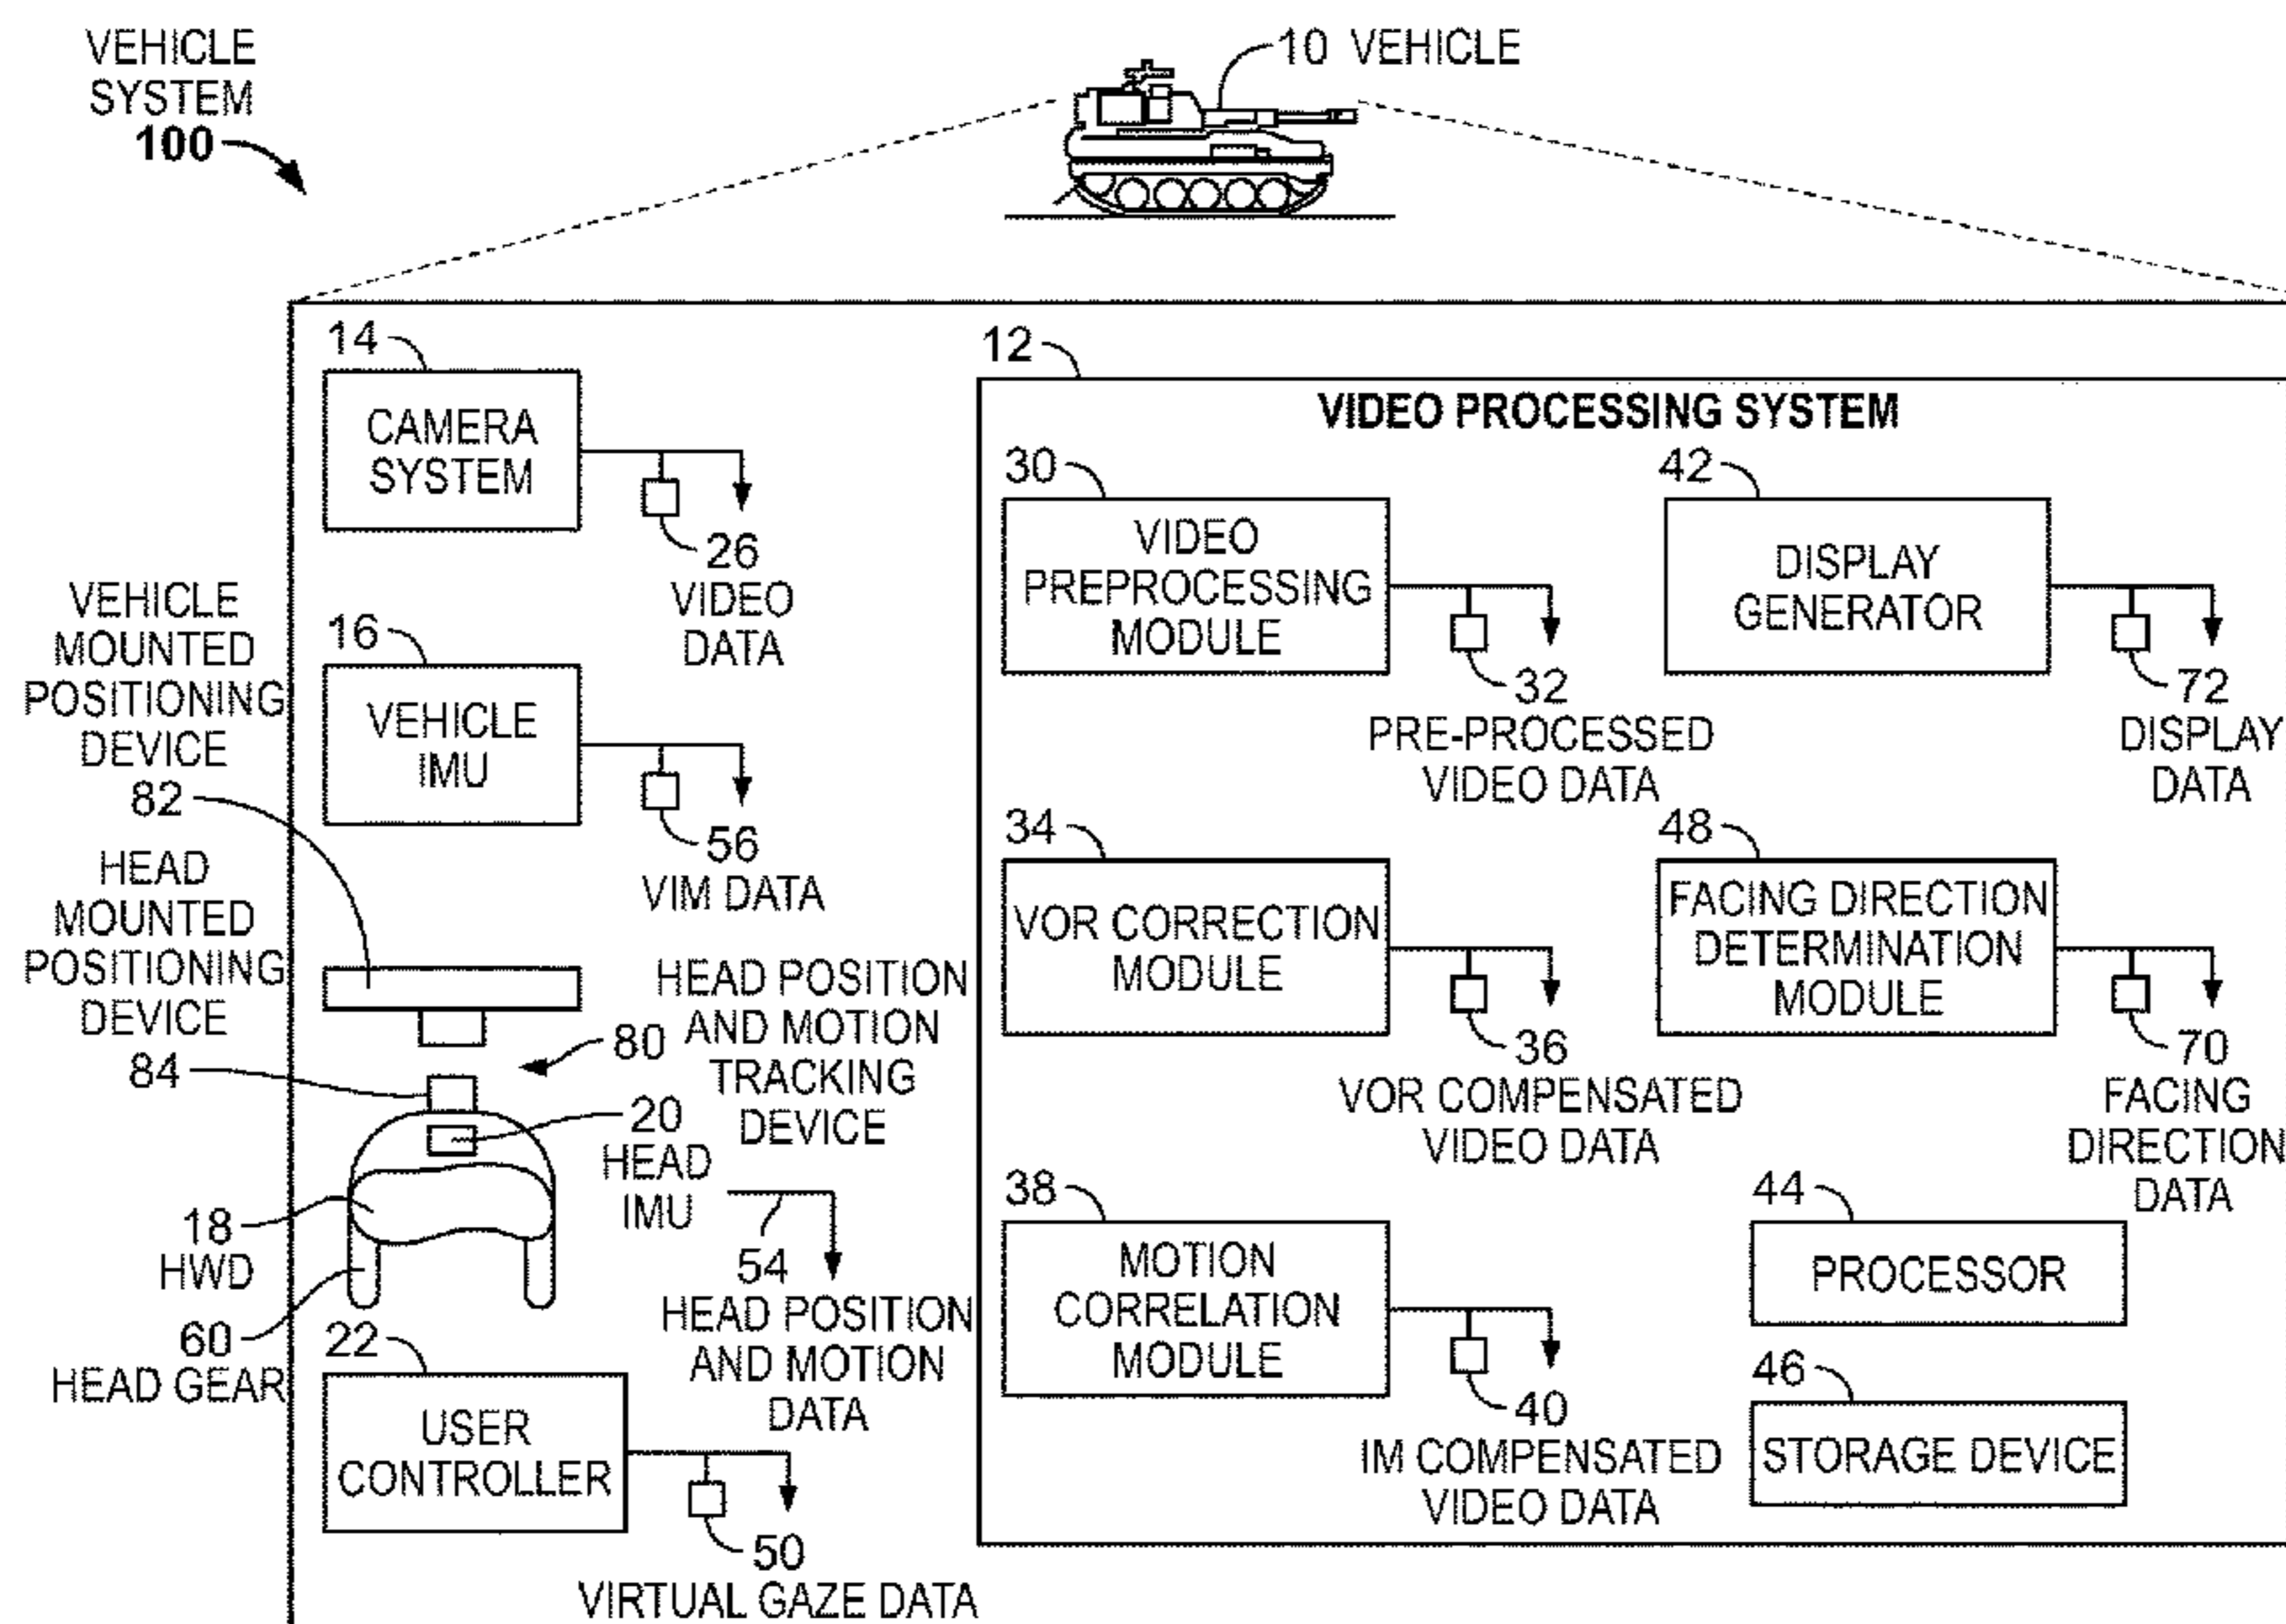 VEHICLE
SYSTEM
100
10 VEHICLE
14
CAMERA
SYSTEM
26
VIDEO
DATA
VEHICLE
MOUNTED
POSITIONING
DEVICE
82
16
VEHICLE
IMU
56
VIM DATA
HEAD
MOUNTED
POSITIONING
DEVICE
84
80
HEAD POSITION
AND MOTION
TRACKING
DEVICE
20
HEAD
IMU
18
HWD
60
HEAD GEAR
54
HEAD POSITION
AND MOTION
DATA
22
USER
CONTROLLER
50
VIRTUAL GAZE DATA
12
VIDEO PROCESSING SYSTEM
30
VIDEO
PREPROCESSING
MODULE
32
PRE-PROCESSED
VIDEO DATA
42
DISPLAY
GENERATOR
72
DISPLAY
DATA
34
VOR CORRECTION
MODULE
36
VOR COMPENSATED
VIDEO DATA
48
FACING DIRECTION
DETERMINATION
MODULE
70
FACING
DIRECTION
DATA
38
MOTION
CORRELATION
MODULE
40
IM COMPENSATED
VIDEO DATA
44
PROCESSOR
46
STORAGE DEVICE